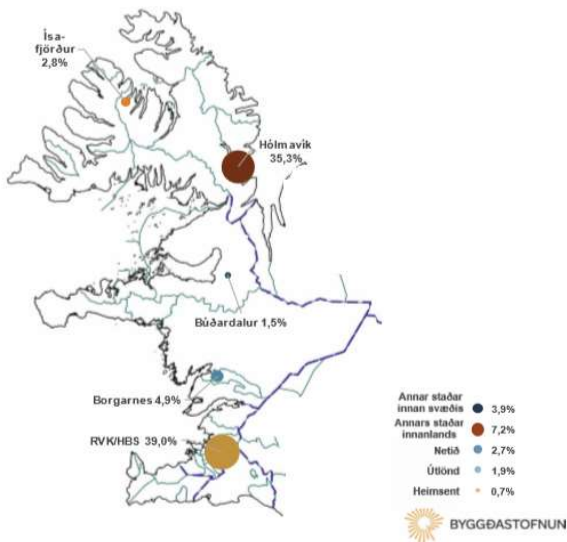 Ísa-
fjörður
2,8%
Hólmavík
35,3%
Búðardalur 1,5%
Borgarnes 4,9%
RVK/HBS 39,0%
Annar staðar
innan svæðis 3,9%
Annars staðar
innanlands 7,2%
Netið 2,7%
Útlönd 1,9%
Heimsent 0,7%
BYGGÐASTOFNUN